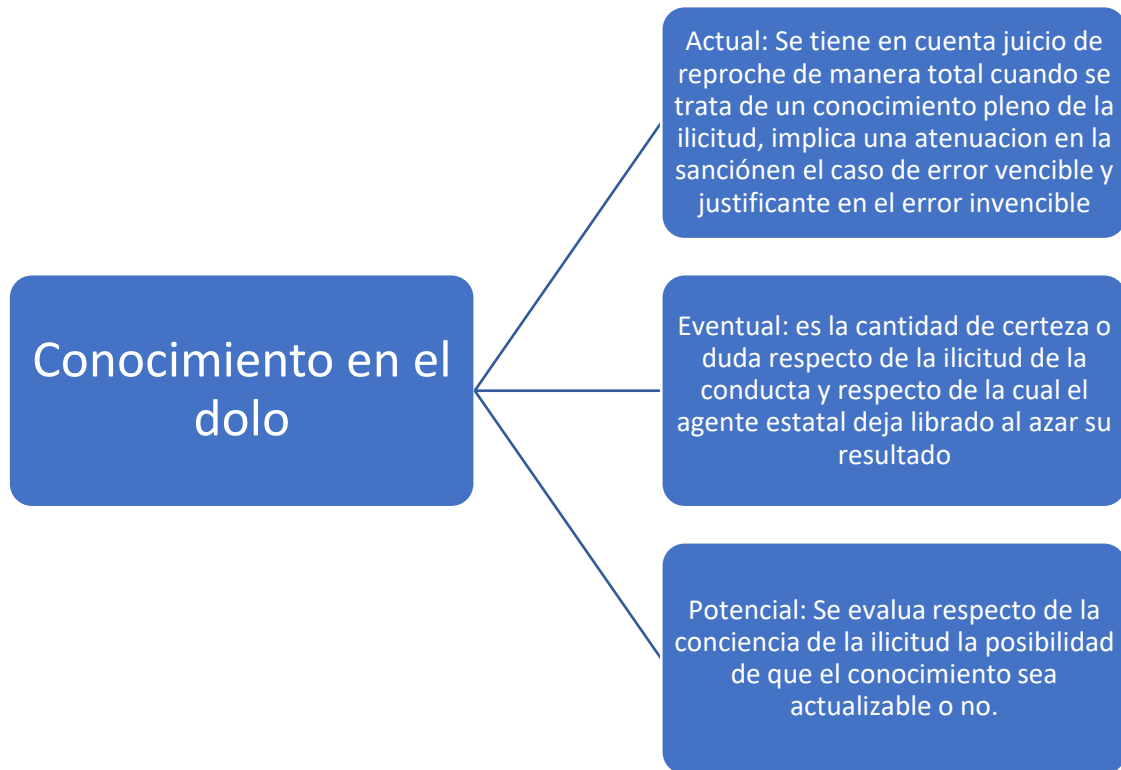 Conocimiento en el
dolo
Actual: Se tiene en cuenta juicio de
reproche de manera total cuando se
trata de un conocimiento pleno de la
ilicitud, implica una atenuacion en la
sanciónen el caso de error vencible y
justificante en el error invencible
Eventual: es la cantidad de certeza o
duda respecto de la ilicitud de la
conducta y respecto de la cual el
agente estatal deja librado al azar su
resultado
Potencial: Se evalua respecto de la
conciencia de la ilicitud la posibilidad
de que el conocimiento sea
actualizable o no.